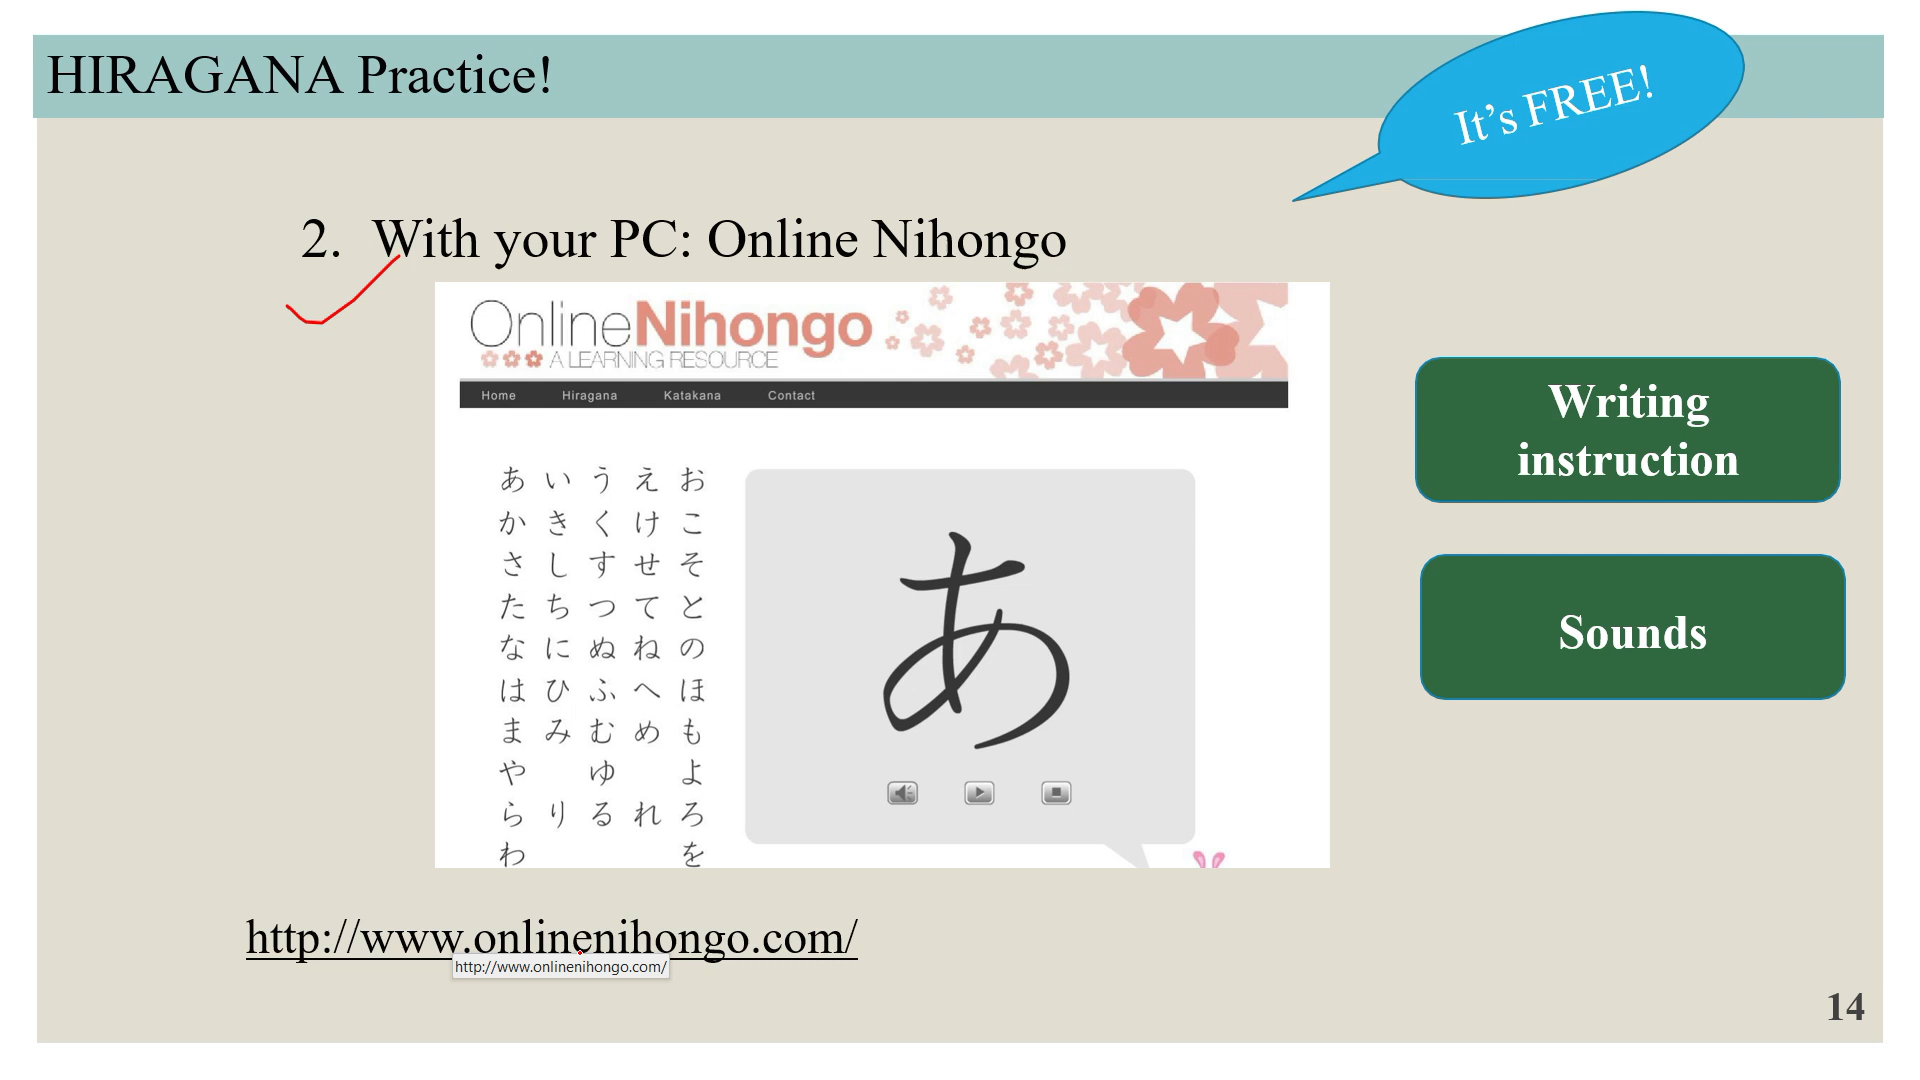 HIRAGANA Practice!
It's FREE!
2. With your PC: Online Nihongo
OnlineNihongo
A LEARNING RESOURCE
Home Hiragana Katakana Contact
あ い う え お
か き く け こ
さ し す せ そ
た ち つ て と
な に ぬ ね の
は ひ ふ へ ほ
ま み む め も
や ゆ よ
ら り る れ ろ
わ を
あ
Writing
instruction
Sounds
http://www.onlinenihongo.com/
http://www.onlinenihongo.com/
14